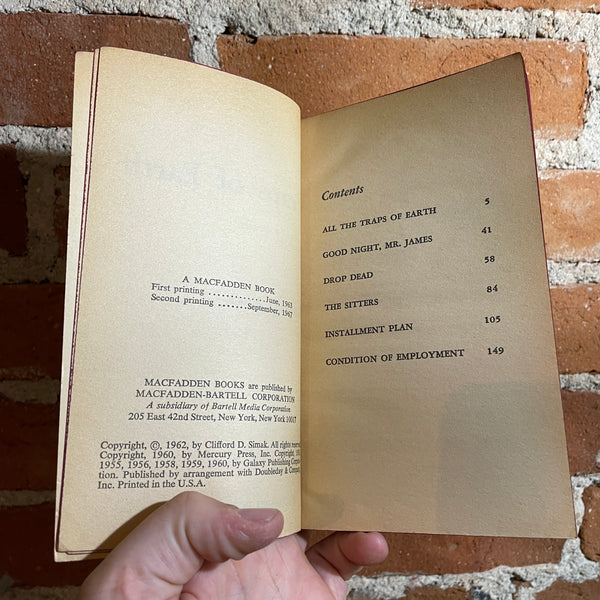 A MACFADDEN BOOK
First printing ..............June, 1963
Second printing .......September, 1967
MACFADDEN BOOKS are published by
MACFADDEN-BARTELL CORPORATION
A subsidiary of Bartell Media Corporation
205 East 42nd Street, New York, New York 10017
Copyright, ©, 1962, by Clifford D. Simak. All rights
Copyright, 1960, by Mercury Press, Inc. Copyright,
1955, 1956, 1958, 1959, 1960, by Galaxy Publishing
tion. Published by arrangement with Doubleday &
Inc. Printed in the U.S.A.
Contents
ALL THE TRAPS OF EARTH 5
GOOD NIGHT, MR. JAMES 41
DROP DEAD 58
THE SITTERS 84
INSTALLMENT PLAN 105
CONDITION OF EMPLOYMENT 149